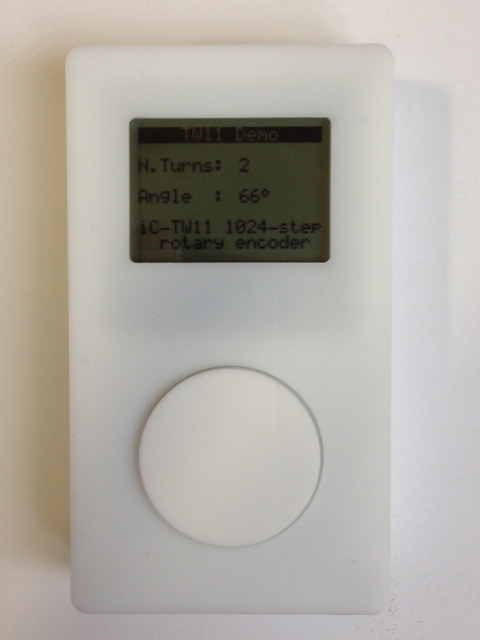 TW11 Demo
N.Turns: 2
Angle  : 66°
iC-TW11 1024-step
rotary encoder